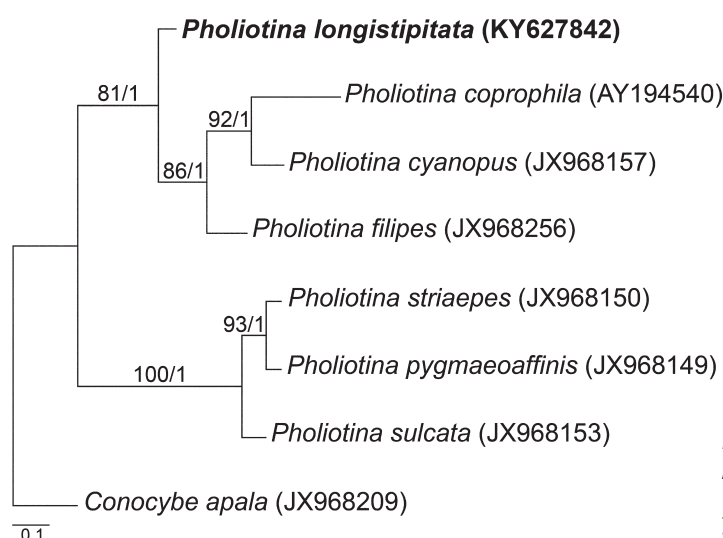 Pholiotina longistipitata (KY627842)
81/1
Pholiotina coprophila (AY194540)
92/1
Pholiotina cyanopus (JX968157)
86/1
Pholiotina filipes (JX968256)
Pholiotina striaepes (JX968150)
93/1
Pholiotina pygmaeoaffinis (JX968149)
100/1
Pholiotina sulcata (JX968153)
Conocybe apala (JX968209)
0.1